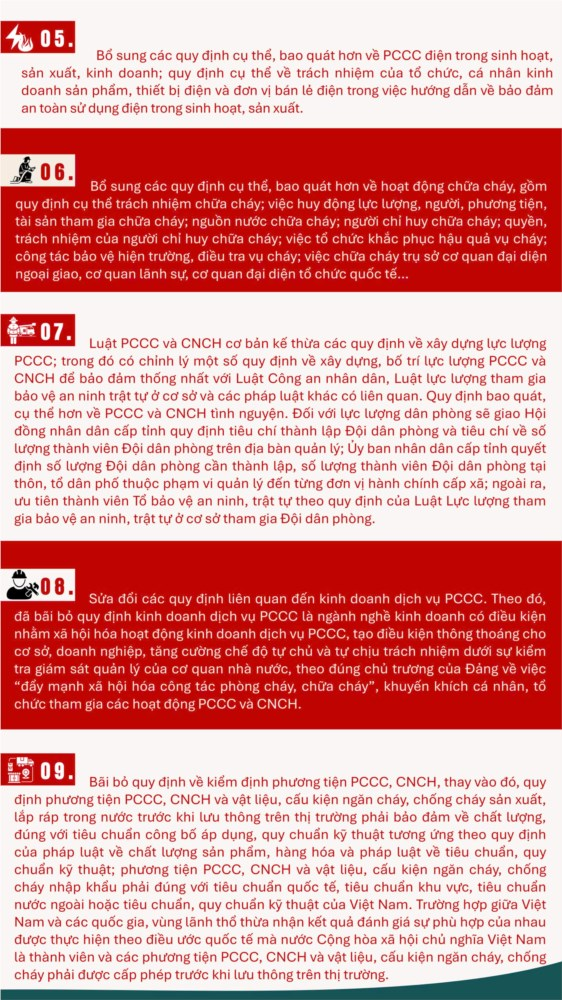 05.
Bổ sung các quy định cụ thể, bao quát hơn về PCCC điện trong sinh hoạt,
sản xuất, kinh doanh; quy định cụ thể về trách nhiệm của tổ chức, cá nhân kinh
doanh sản phẩm, thiết bị điện và đơn vị bán lẻ điện trong việc hướng dẫn về bảo đảm
an toàn sử dụng điện trong sinh hoạt, sản xuất.
06.
Bổ sung các quy định cụ thể, bao quát hơn về hoạt động chữa cháy, gồm
quy định cụ thể trách nhiệm chữa cháy; việc huy động lực lượng, người, phương tiện,
tài sản tham gia chữa cháy; nguồn nước chữa cháy; người chỉ huy chữa cháy; quyền,
trách nhiệm của người chỉ huy chữa cháy; việc tổ chức khắc phục hậu quả vụ cháy;
công tác bảo vệ hiện trường, điều tra vụ cháy; việc chữa cháy trụ sở cơ quan đại diện
ngoại giao, cơ quan lãnh sự, cơ quan đại diện tổ chức quốc tế...
07.
Luật PCCC và CNCH cơ bản kế thừa các quy định về xây dựng lực lượng
PCCC; trong đó có chỉnh lý một số quy định về xây dựng, bố trí lực lượng PCCC và
CNCH để bảo đảm thống nhất với Luật Công an nhân dân, Luật lực lượng tham gia
bảo vệ an ninh trật tự ở cơ sở và các pháp luật khác có liên quan. Quy định bao quát,
cụ thể hơn về PCCC và CNCH tình nguyện. Đối với lực lượng dân phòng sẽ giao Hội
đồng nhân dân cấp tỉnh quy định tiêu chí thành lập Đội dân phòng và tiêu chí về số
lượng thành viên Đội dân phòng trên địa bàn quản lý; Ủy ban nhân dân cấp tỉnh quyết
định số lượng Đội dân phòng cần thành lập, số lượng thành viên Đội dân phòng tại
thôn, tổ dân phố thuộc phạm vi quản lý đến từng đơn vị hành chính cấp xã; ngoài ra,
ưu tiên thành viên Tổ bảo vệ an ninh, trật tự theo quy định của Luật Lực lượng tham
gia bảo vệ an ninh, trật tự ở cơ sở tham gia Đội dân phòng.
08.
Sửa đổi các quy định liên quan đến kinh doanh dịch vụ PCCC. Theo đó,
đã bãi bỏ quy định kinh doanh dịch vụ PCCC là ngành nghề kinh doanh có điều kiện
nhằm xã hội hóa hoạt động kinh doanh dịch vụ PCCC, tạo điều kiện thông thoáng cho
cơ sở, doanh nghiệp, tăng cường chế độ tự chủ và tự chịu trách nhiệm dưới sự kiểm
tra giám sát quản lý của cơ quan nhà nước, theo đúng chủ trương của Đảng về việc
“đẩy mạnh xã hội hóa công tác phòng cháy, chữa cháy”, khuyến khích cá nhân, tổ
chức tham gia các hoạt động PCCC và CNCH.
09.
Bãi bỏ quy định về kiểm định phương tiện PCCC, CNCH, thay vào đó, quy
định phương tiện PCCC, CNCH và vật liệu, cấu kiện ngăn cháy, chống cháy sản xuất,
lắp ráp trong nước trước khi lưu thông trên thị trường phải bảo đảm về chất lượng,
đúng với tiêu chuẩn công bố áp dụng, quy chuẩn kỹ thuật tương ứng theo quy định
của pháp luật về chất lượng sản phẩm, hàng hóa và pháp luật về tiêu chuẩn, quy
chuẩn kỹ thuật; phương tiện PCCC, CNCH và vật liệu, cấu kiện ngăn cháy, chống
cháy nhập khẩu phải đúng với tiêu chuẩn quốc tế, tiêu chuẩn khu vực, tiêu chuẩn
nước ngoài hoặc tiêu chuẩn, quy chuẩn kỹ thuật của Việt Nam. Trường hợp giữa Việt
Nam và các quốc gia, vùng lãnh thổ thừa nhận kết quả đánh giá sự phù hợp của nhau
được thực hiện theo điều ước quốc tế mà nước Cộng hòa xã hội chủ nghĩa Việt Nam
là thành viên và các phương tiện PCCC, CNCH và vật liệu, cấu kiện ngăn cháy, chống
cháy phải được cấp phép trước khi lưu thông trên thị trường.